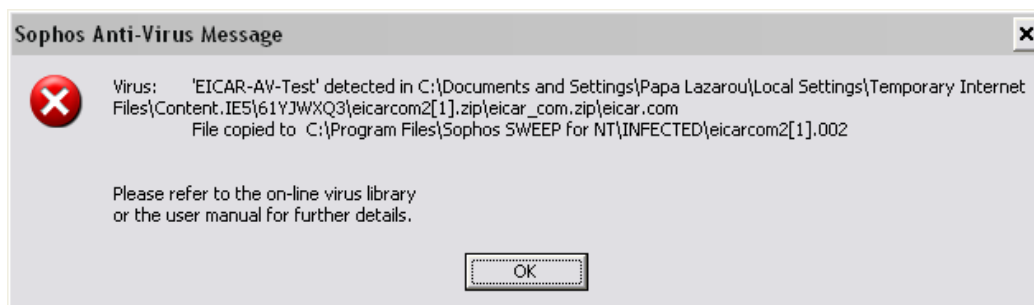 Sophos Anti-Virus Message
Virus: 'EICAR-AV-Test' detected in C:\Documents and Settings\Papa Lazarou\Local Settings\Temporary Internet
Files\Content.IE5\61YJWXQ3\eicarcom2[1].zip\eicar_com.zip\eicar.com
File copied to C:\Program Files\Sophos SWEEP for NT\INFECTED\eicarcom2[1].002
Please refer to the on-line virus library
or the user manual for further details.
OK